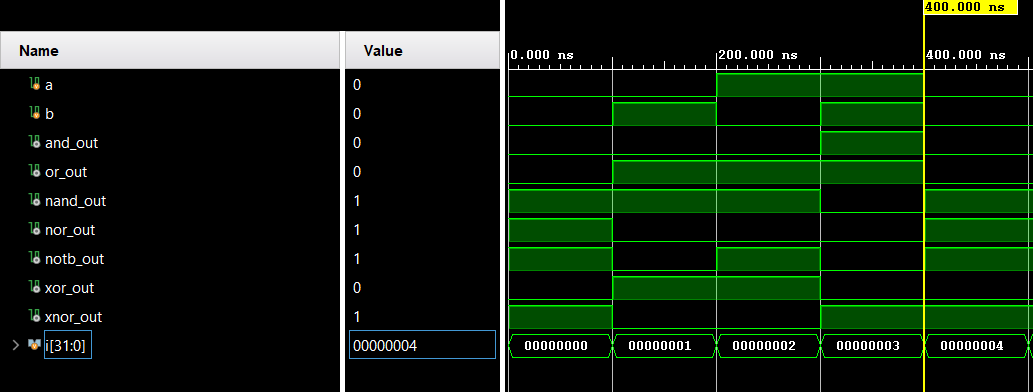 400.000 ns
Name Value
0.000 ns 200.000 ns 400.000 ns
a 0
b 0
and_out 0
or_out 0
nand_out 1
nor_out 1
notb_out 1
xor_out 0
xnor_out 1
i[31:0] 00000004 00000000 00000001 00000002 00000003 00000004